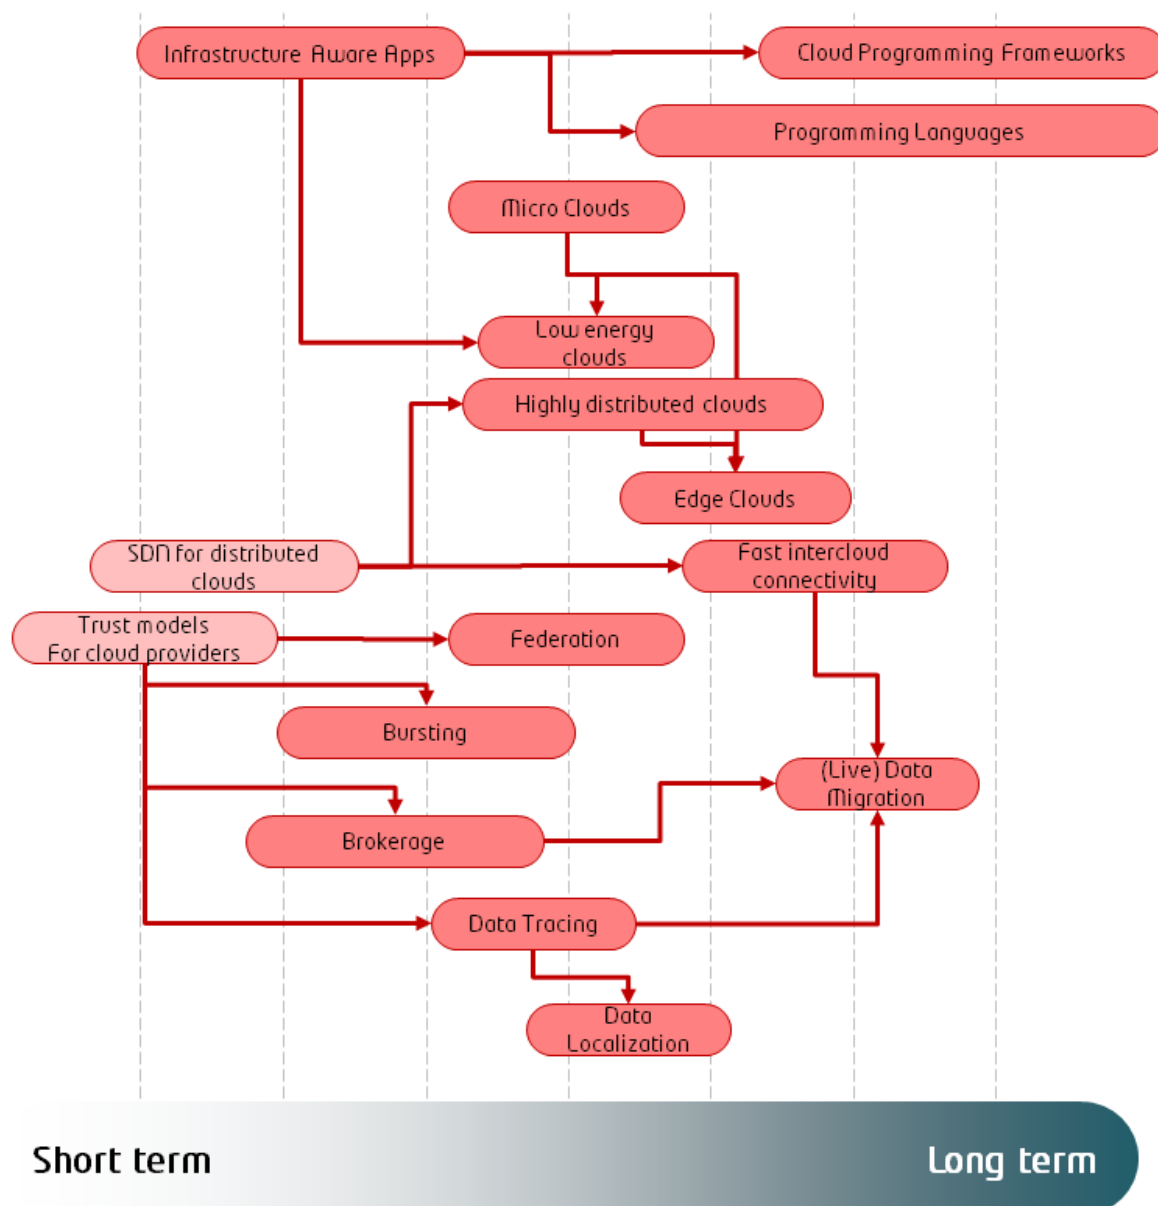 Infrastructure Aware Apps
Cloud Programming Frameworks
Programming Languages
Micro Clouds
Low energy
clouds
Highly distributed clouds
Edge Clouds
SDN for distributed
clouds
Fast intercloud
connectivity
Trust models
For cloud providers
Federation
Bursting
(Live) Data
Migration
Brokerage
Data Tracing
Data
Localization
Short term
Long term